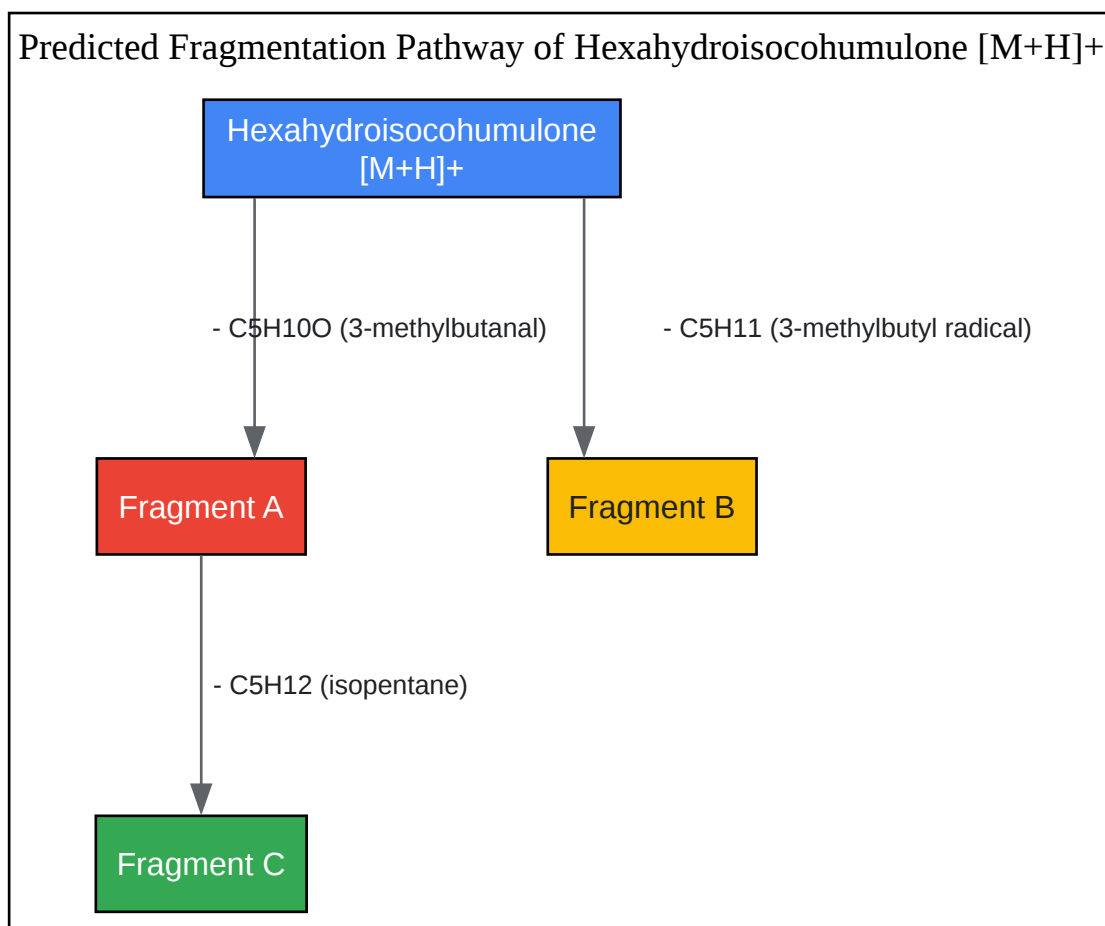 Predicted Fragmentation Pathway of Hexahydroisocohumulone [M+H]+
Hexahydroisocohumulone
[M+H]+
- C5H10O (3-methylbutanal)
- C5H11 (3-methylbutyl radical)
Fragment A
Fragment B
- C5H12 (isopentane)
Fragment C